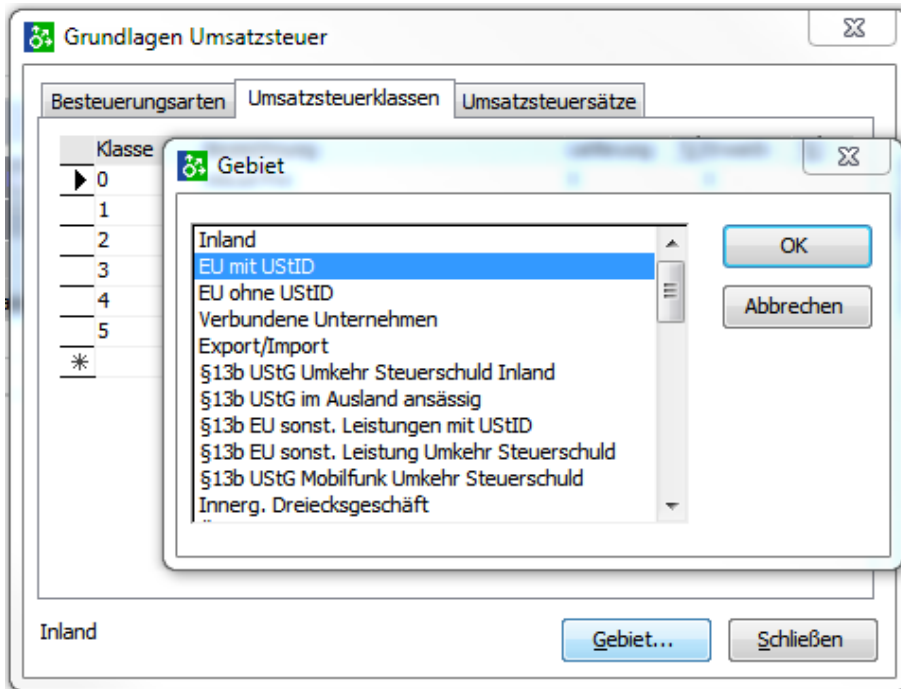 Grundlagen Umsatzsteuer
Besteuerungsarten Umsatzsteuerklassen Umsatzsteuersätze
Klasse
0
1
2
3
4
5
Gebiet
Inland
EU mit UStID
EU ohne UStID
Verbundene Unternehmen
Export/Import
§13b UStG Umkehr Steuerschuld Inland
§13b UStG im Ausland ansässig
§13b EU sonst. Leistungen mit UStID
§13b EU sonst. Leistung Umkehr Steuerschuld
§13b UStG Mobilfunk Umkehr Steuerschuld
Innerg. Dreiecksgeschäft
OK
Abbrechen
Inland
Gebiet...
Schließen